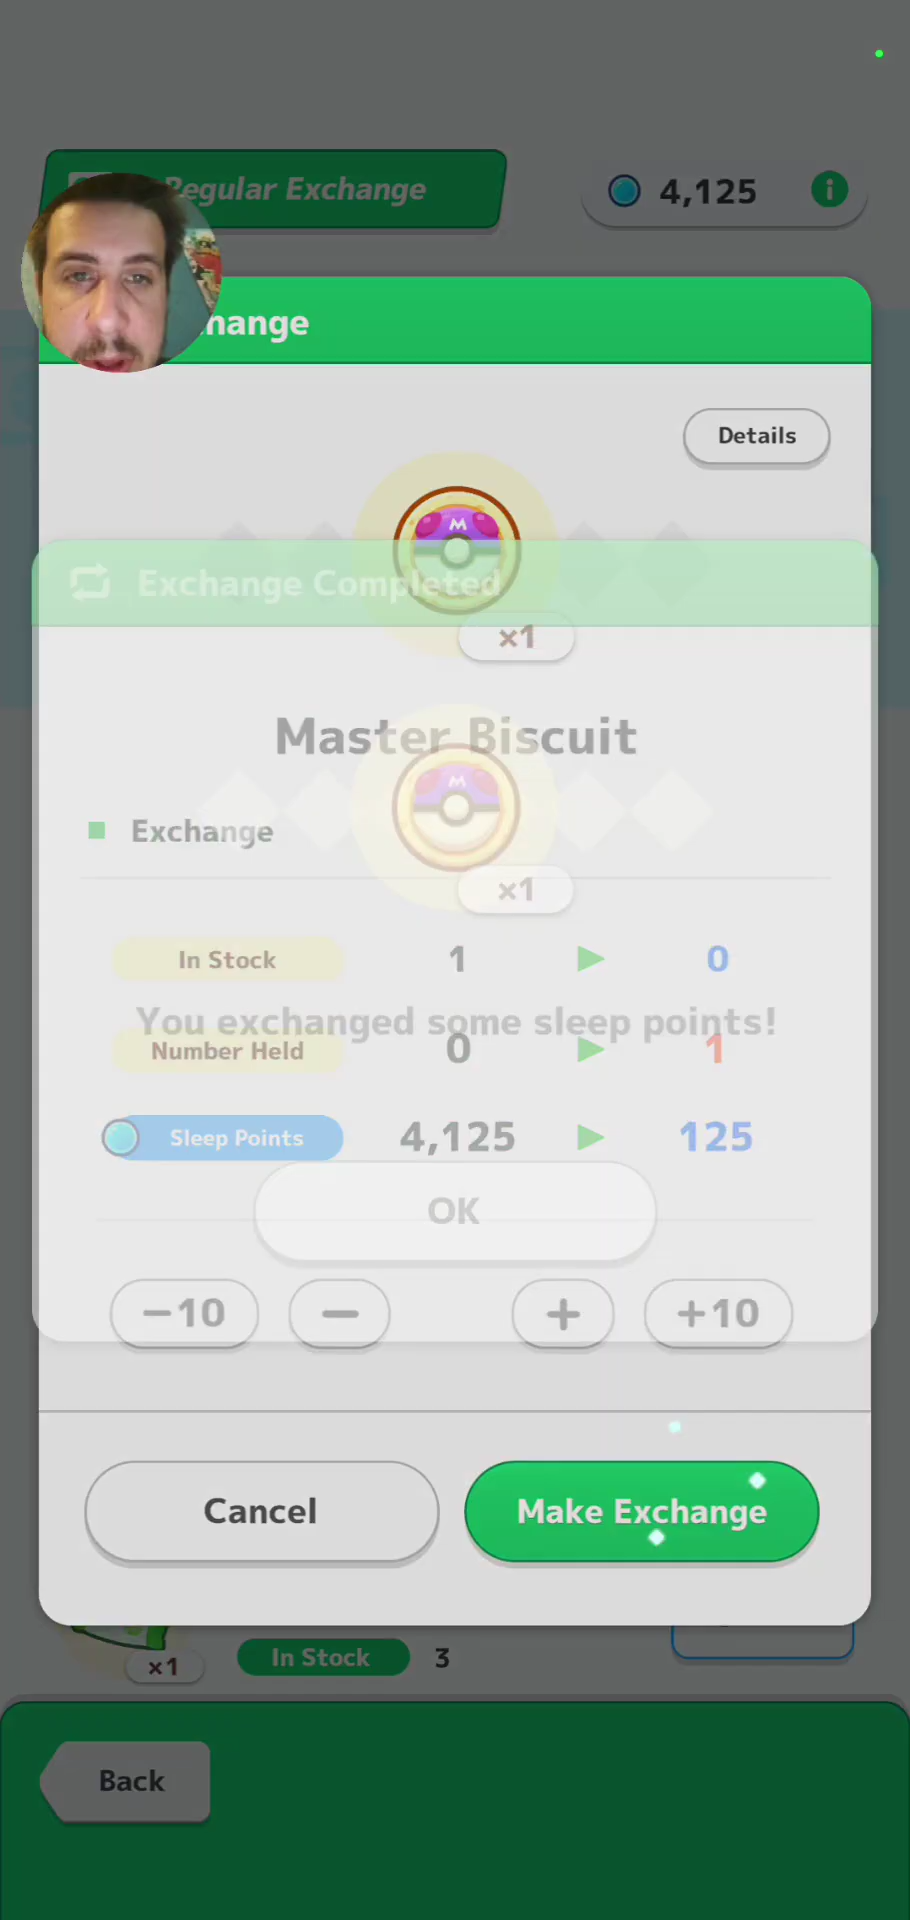 Regular Exchange
4,125
i
hange
Details
M
Exchange Completed
×1
Master Biscuit
M
Exchange
×1
In Stock 1 ▶ 0
You exchanged some sleep points!
Number Held 0 ▶ 1
Sleep Points 4,125 ▶ 125
OK
−10 − + +10
Cancel Make Exchange
×1 In Stock 3
Back